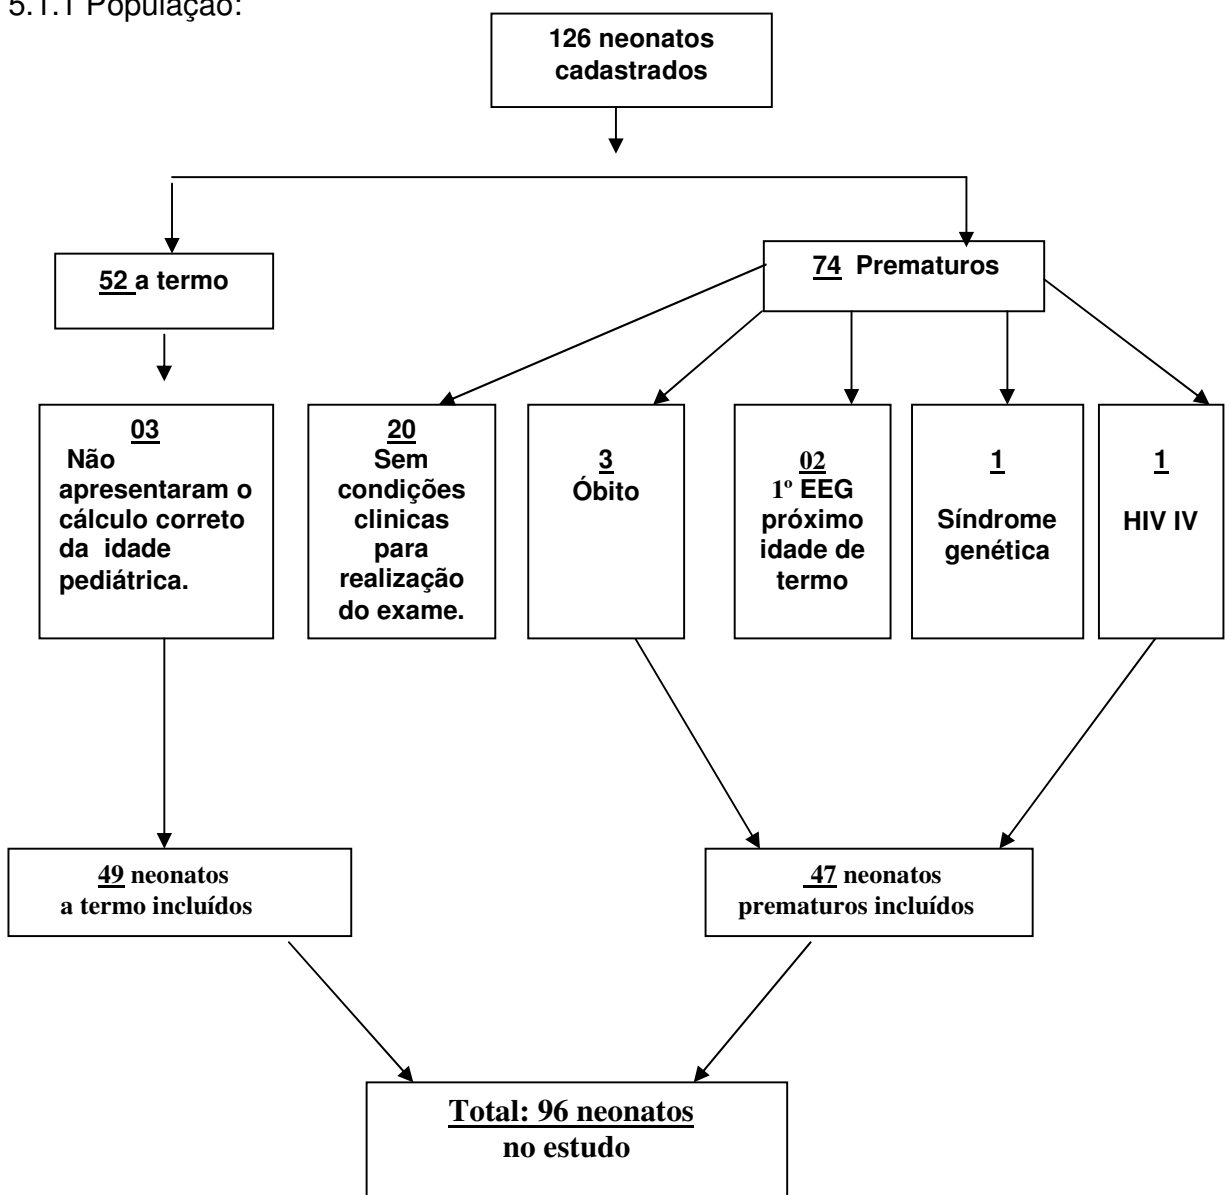 5.1.1 População:
126 neonatos
cadastrados
52 a termo
74 Prematuros
03
Não
apresentaram o
cálculo correto
da idade
pediátrica.
20
Sem
condições
clinicas
para
realização
do exame.
3
Óbito
02
1º EEG
próximo
idade de
termo
1
Síndrome
genética
1
HIV IV
49 neonatos
a termo incluídos
47 neonatos
prematuros incluídos
Total: 96 neonatos
no estudo